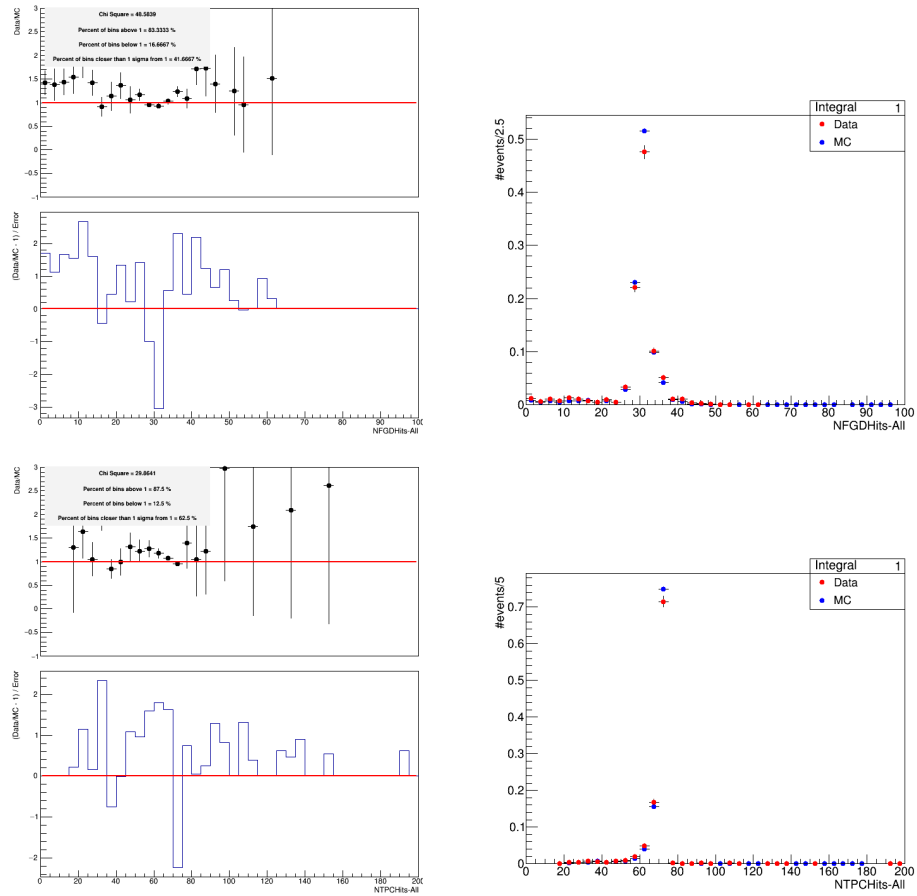 Chi Square = 48.5839
Percent of bins above 1 = 83.3333 %
Percent of bins below 1 = 16.6667 %
Percent of bins closer than 1 sigma from 1 = 41.6667 %
Data/MC
3
2.5
2
1.5
1
0.5
0
−0.5
−1
(Data/MC - 1) / Error
2
1
0
−1
−2
−3
0 10 20 30 40 50 60 70 80 90 100
NFGDHits-All
Integral 1
Data
MC
#events/2.5
0.5
0.4
0.3
0.2
0.1
0
0 10 20 30 40 50 60 70 80 90 100
NFGDHits-All
Chi Square = 29.8641
Percent of bins above 1 = 87.5 %
Percent of bins below 1 = 12.5 %
Percent of bins closer than 1 sigma from 1 = 62.5 %
Data/MC
3
2.5
2
1.5
1
0.5
0
−0.5
−1
(Data/MC - 1) / Error
2
1
0
−1
−2
0 20 40 60 80 100 120 140 160 180 200
NTPCHits-All
Integral 1
Data
MC
#events/5
0.7
0.6
0.5
0.4
0.3
0.2
0.1
0
0 20 40 60 80 100 120 140 160 180 200
NTPCHits-All